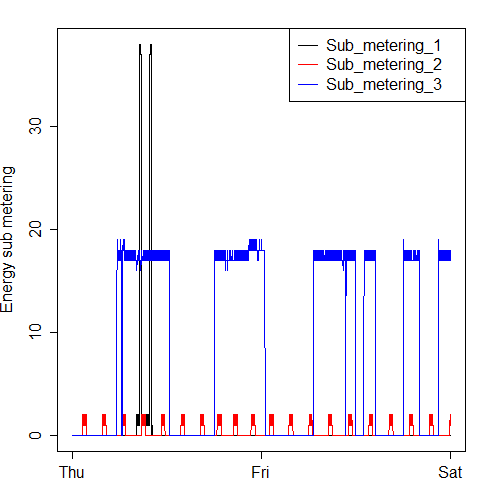 Sub_metering_1
Sub_metering_2
Sub_metering_3
Energy sub metering
30
20
10
0
Thu Fri Sat